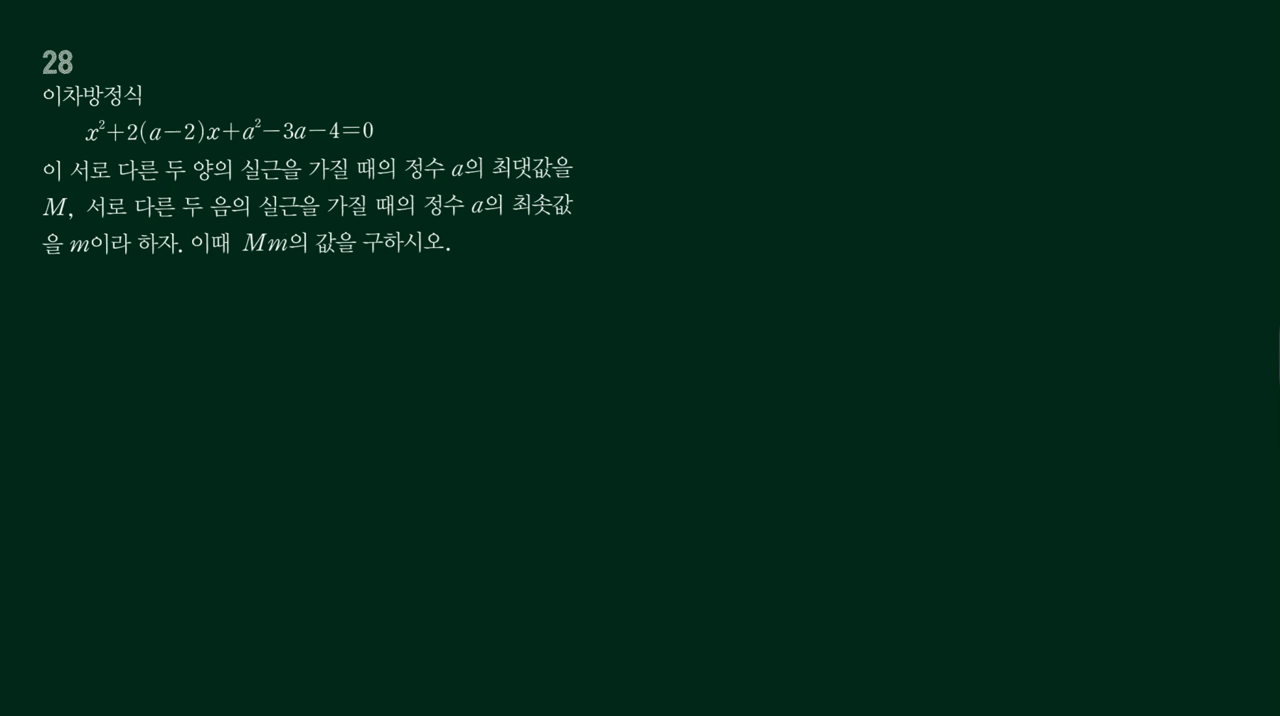 28
이차방정식
x²+2(a−2)x+a²−3a−4=0
이 서로 다른 두 양의 실근을 가질 때의 정수 a의 최댓값을
M, 서로 다른 두 음의 실근을 가질 때의 정수 a의 최솟값
을 m이라 하자. 이때 Mm의 값을 구하시오.